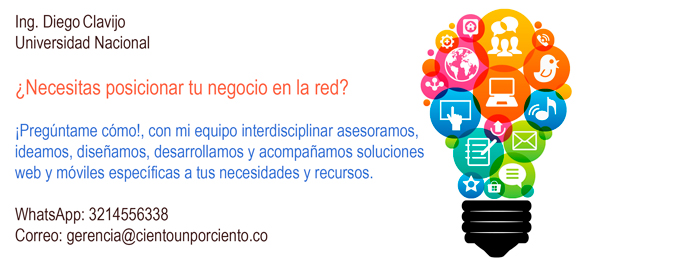 Ing. Diego Clavijo
Universidad Nacional
¿Necesitas posicionar tu negocio en la red?
¡Pregúntame cómo!, con mi equipo interdisciplinar asesoramos,
ideamos, diseñamos, desarrollamos y acompañamos soluciones
web y móviles específicas a tus necesidades y recursos.
WhatsApp: 3214556338
Correo: gerencia@cientounporciento.co